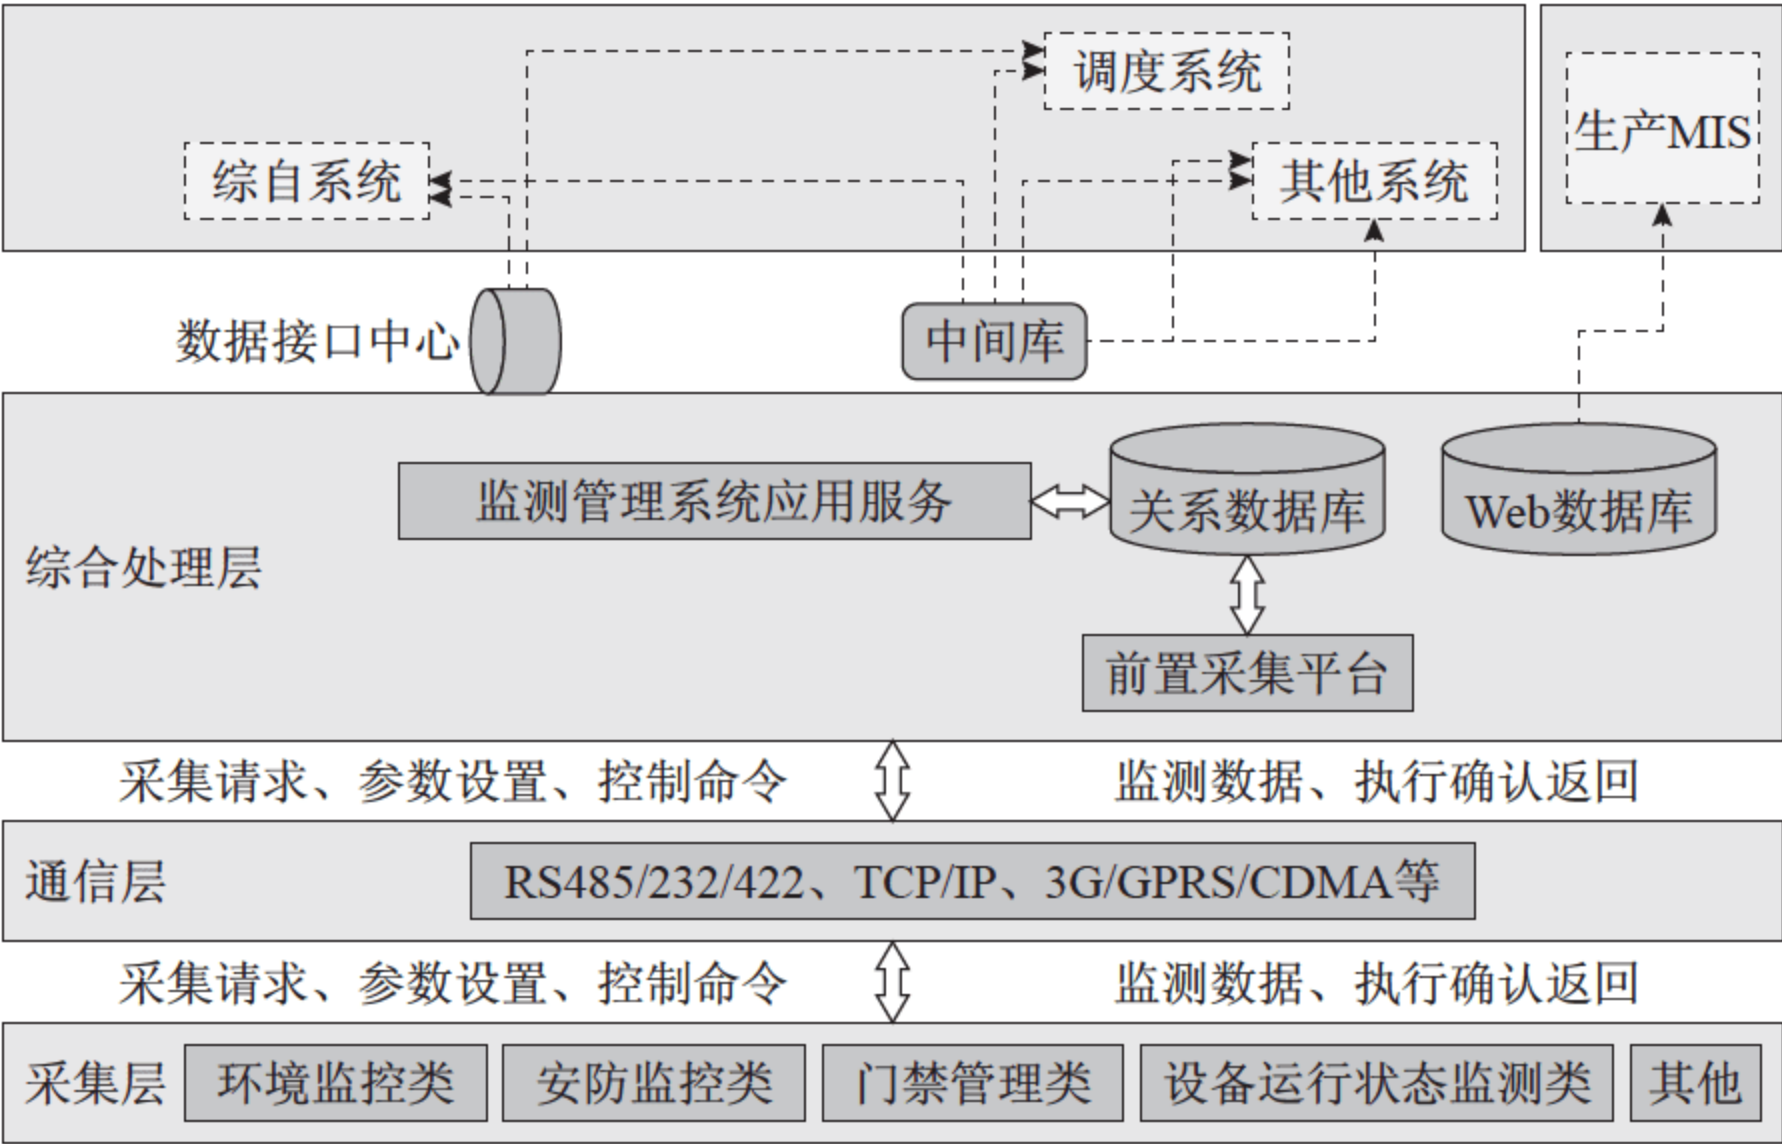 调度系统
生产MIS
综自系统
其他系统
数据接口中心
中间库
监测管理系统应用服务
关系数据库
Web数据库
综合处理层
前置采集平台
采集请求、参数设置、控制命令
监测数据、执行确认返回
通信层
RS485/232/422、TCP/IP、3G/GPRS/CDMA等
采集请求、参数设置、控制命令
监测数据、执行确认返回
采集层
环境监控类
安防监控类
门禁管理类
设备运行状态监测类
其他